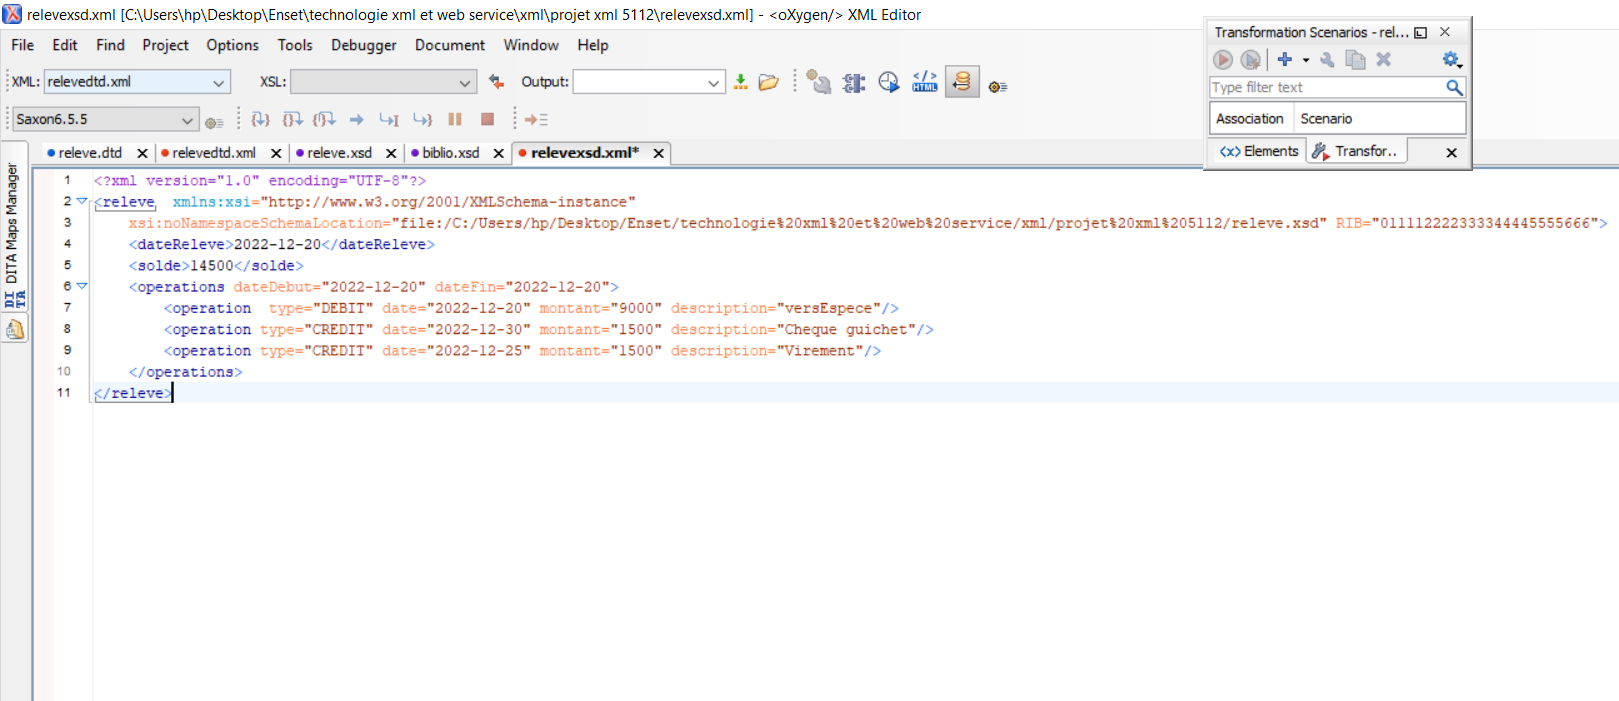 relevexsd.xml [C:\Users\hp\Desktop\Enset\technologie xml et web service\xml\projet xml 5112\relevexsd.xml] - <oXygen/> XML Editor
File Edit Find Project Options Tools Debugger Document Window Help
XML: relevedtd.xml XSL: Output:
Saxon6.5.5
Transformation Scenarios - rel...
Type filter text
Association Scenario
<x> Elements Transfor..
releve.dtd relevedtd.xml releve.xsd biblio.xsd relevexsd.xml*
DITA Maps Manager
1 <?xml version="1.0" encoding="UTF-8"?>
2 <releve xmlns:xsi="http://www.w3.org/2001/XMLSchema-instance"
3 xsi:noNamespaceSchemaLocation="file:/C:/Users/hp/Desktop/Enset/technologie%20xml%20et%20web%20service/xml/projet%20xml%205112/releve.xsd" RIB="011112222333344445555666">
4 <dateReleve>2022-12-20</dateReleve>
5 <solde>14500</solde>
6 <operations dateDebut="2022-12-20" dateFin="2022-12-20">
7 <operation type="DEBIT" date="2022-12-20" montant="9000" description="versEspece"/>
8 <operation type="CREDIT" date="2022-12-30" montant="1500" description="Cheque guichet"/>
9 <operation type="CREDIT" date="2022-12-25" montant="1500" description="Virement"/>
10 </operations>
11 </releve>